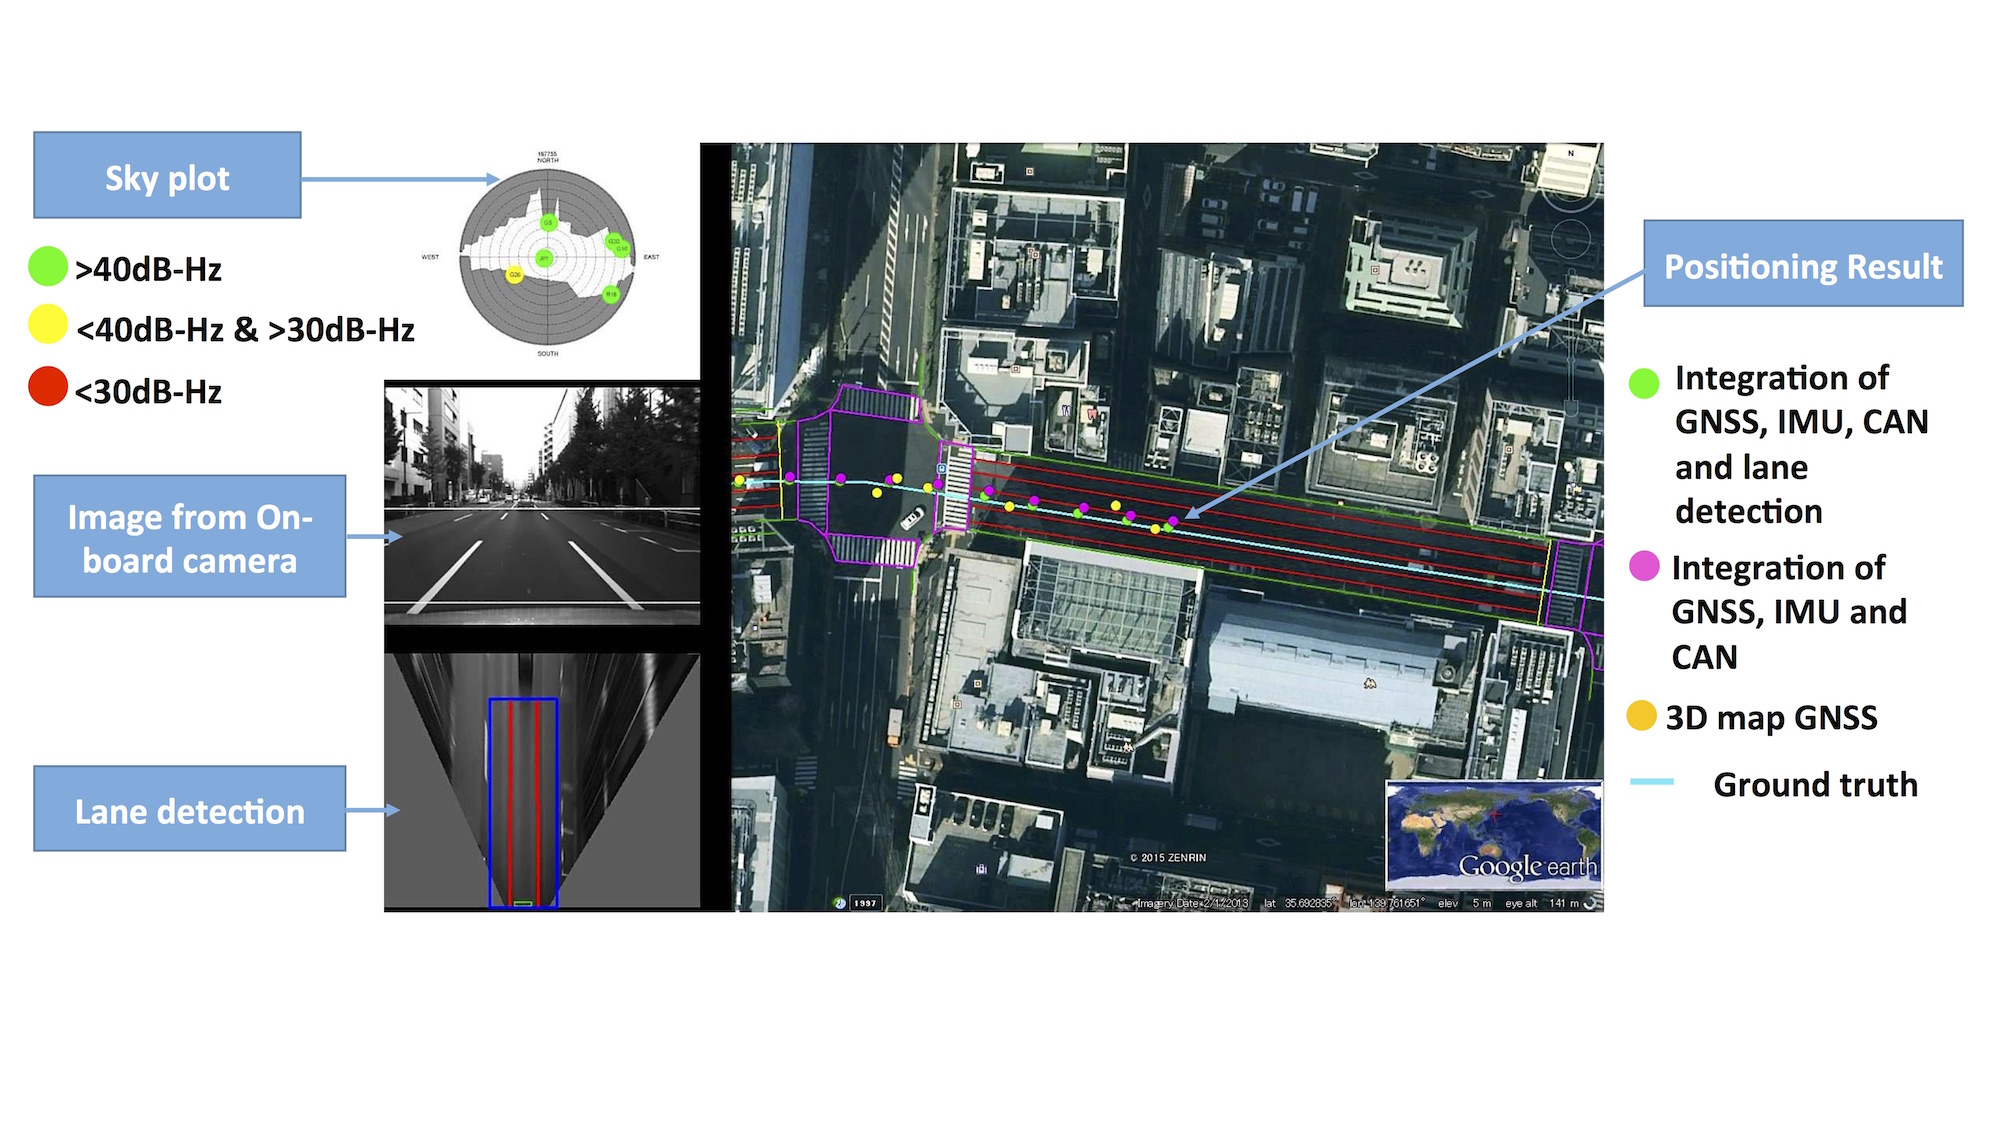 Sky plot
>40dB-Hz
<40dB-Hz & >30dB-Hz
<30dB-Hz
197755
NORTH
WEST
EAST
SOUTH
G5
G26
Image from On-
board camera
Lane detection
Positioning Result
Integration of
GNSS, IMU, CAN
and lane
detection
Integration of
GNSS, IMU and
CAN
3D map GNSS
Ground truth
N
© 2015 ZENRIN
Google earth
1997
Imagery Date: 2/1/2013 lat 35.692835° lon 139.761651° elev 5 m eye alt 141 m